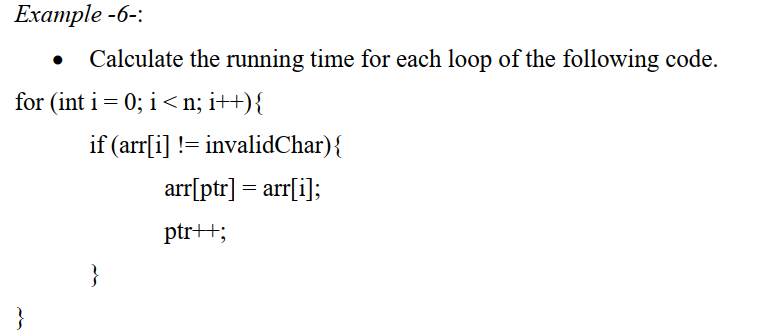 Example -6-:
• Calculate the running time for each loop of the following code.
for (int i = 0; i < n; i++){
if (arr[i] != invalidChar){
arr[ptr] = arr[i];
ptr++;
}
}